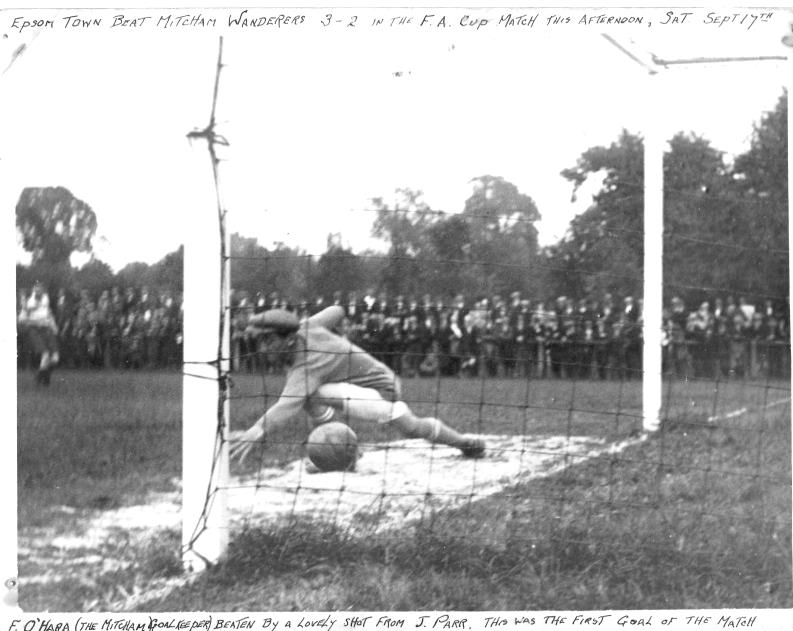 EPSOM TOWN BEAT MITCHAM WANDERERS 3-2 IN THE F.A. CUP MATCH THIS AFTERNOON, SAT. SEPT 17TH
F. O'HARA (THE MITCHAM GOALKEEPER) BEATEN BY A LOVELY SHOT FROM J. PARR. THIS WAS THE FIRST GOAL OF THE MATCH